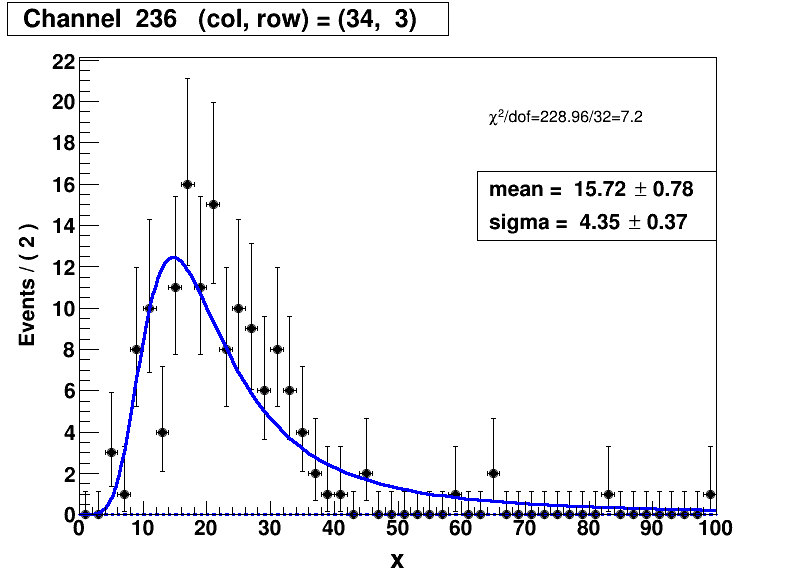 Channel 236 (col, row) = (34, 3)
χ²/dof=228.96/32=7.2
mean = 15.72 ± 0.78
sigma = 4.35 ± 0.37
Events / ( 2 )
22
20
18
16
14
12
10
8
6
4
2
0
0 10 20 30 40 50 60 70 80 90 100
x